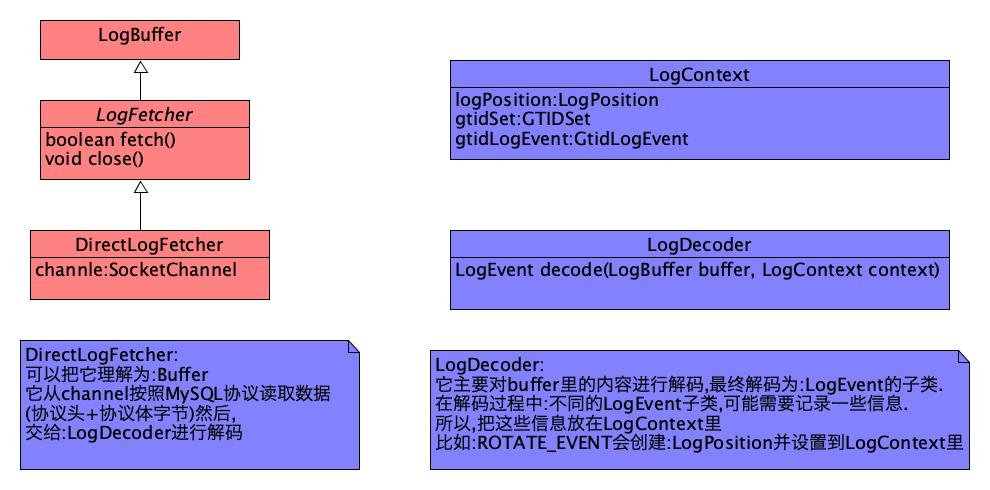 LogBuffer
LogFetcher
boolean fetch()
void close()
DirectLogFetcher
channle:SocketChannel
DirectLogFetcher:
可以把它理解为:Buffer
它从channel按照MySQL协议读取数据
(协议头+协议体字节)然后,
交给:LogDecoder进行解码
LogContext
logPosition:LogPosition
gtidSet:GTIDSet
gtidLogEvent:GtidLogEvent
LogDecoder
LogEvent decode(LogBuffer buffer, LogContext context)
LogDecoder:
它主要对buffer里的内容进行解码,最终解码为:LogEvent的子类.
在解码过程中:不同的LogEvent子类,可能需要记录一些信息.
所以,把这些信息放在LogContext里
比如:ROTATE_EVENT会创建:LogPosition并设置到LogContext里